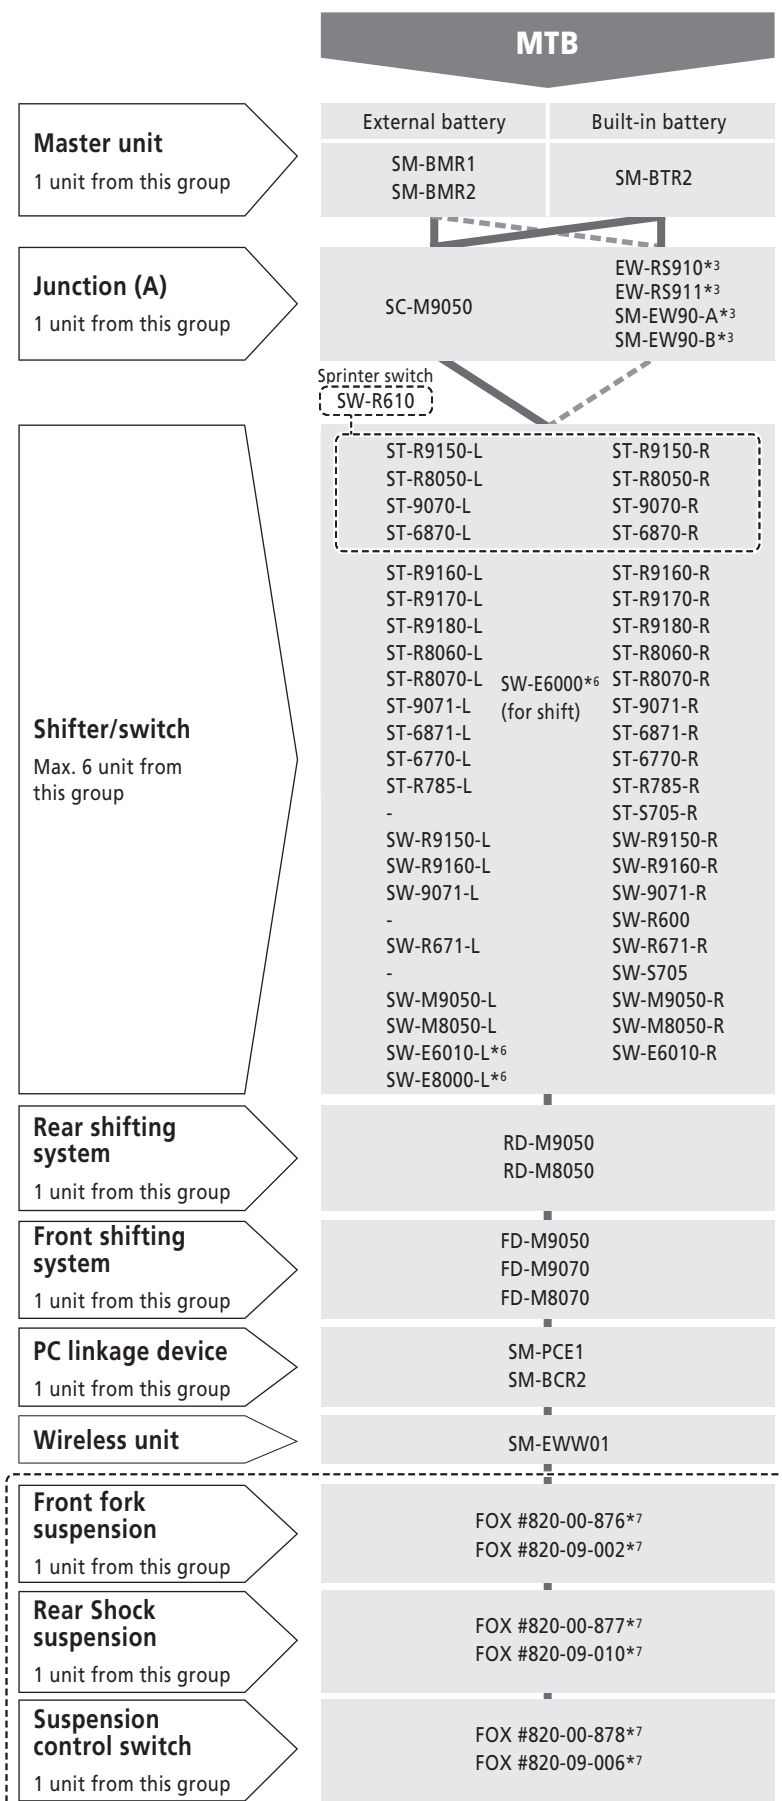 MTB
Master unit
1 unit from this group
External battery
Built-in battery
SM-BMR1
SM-BMR2
SM-BTR2
Junction (A)
1 unit from this group
SC-M9050
EW-RS910*3
EW-RS911*3
SM-EW90-A*3
SM-EW90-B*3
Sprinter switch
SW-R610
Shifter/switch
Max. 6 unit from
this group
ST-R9150-L ST-R9150-R
ST-R8050-L ST-R8050-R
ST-9070-L ST-9070-R
ST-6870-L ST-6870-R
ST-R9160-L ST-R9160-R
ST-R9170-L ST-R9170-R
ST-R9180-L ST-R9180-R
ST-R8060-L ST-R8060-R
ST-R8070-L SW-E6000*6 ST-R8070-R
ST-9071-L (for shift) ST-9071-R
ST-6871-L ST-6871-R
ST-6770-L ST-6770-R
ST-R785-L ST-R785-R
- ST-S705-R
SW-R9150-L SW-R9150-R
SW-R9160-L SW-R9160-R
SW-9071-L SW-9071-R
- SW-R600
SW-R671-L SW-R671-R
- SW-S705
SW-M9050-L SW-M9050-R
SW-M8050-L SW-M8050-R
SW-E6010-L*6 SW-E6010-R
SW-E8000-L*6
Rear shifting
system
1 unit from this group
RD-M9050
RD-M8050
Front shifting
system
1 unit from this group
FD-M9050
FD-M9070
FD-M8070
PC linkage device
1 unit from this group
SM-PCE1
SM-BCR2
Wireless unit
SM-EWW01
Front fork
suspension
1 unit from this group
FOX #820-00-876*7
FOX #820-09-002*7
Rear Shock
suspension
1 unit from this group
FOX #820-00-877*7
FOX #820-09-010*7
Suspension
control switch
1 unit from this group
FOX #820-00-878*7
FOX #820-09-006*7